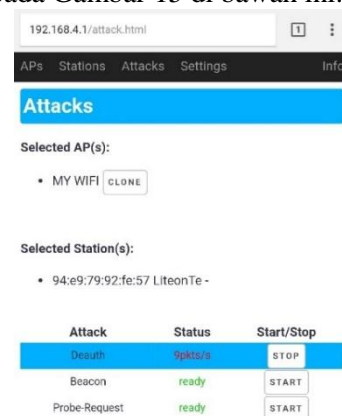 pada Gambar 15 di bawah ini.
192.168.4.1/attack.html 1
APs Stations Attacks Settings Info
Attacks
Selected AP(s):
• MY WIFI CLONE
Selected Station(s):
• 94:e9:79:92:fe:57 LiteonTe -
Attack Status Start/Stop
Deauth 9pkts/s STOP
Beacon ready START
Probe-Request ready START